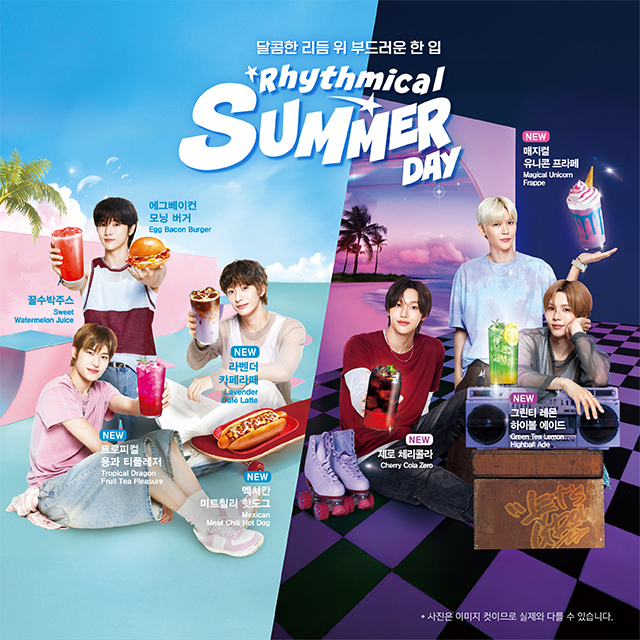 달콤한 리듬 위 부드러운 한 입
Rhythmical
SUMMER
DAY
에그베이컨
모닝 버거
Egg Bacon Burger
꿀수박주스
Sweet
Watermelon Juice
NEW
라벤더
카페라떼
Lavender
Café Latte
NEW
트로피컬
용과 티플레저
Tropical Dragon
Fruit Tea Pleasure
NEW
멕시칸
미트칠리 핫도그
Mexican
Meat Chili Hot Dog
NEW
매지컬
유니콘 프라페
Magical Unicorn
Frappe
NEW
제로 체리콜라
Cherry Cola Zero
NEW
그린티 레몬
하이볼 에이드
Green Tea Lemon
Highball Ade
* 사진은 이미지 컷이므로 실제와 다를 수 있습니다.